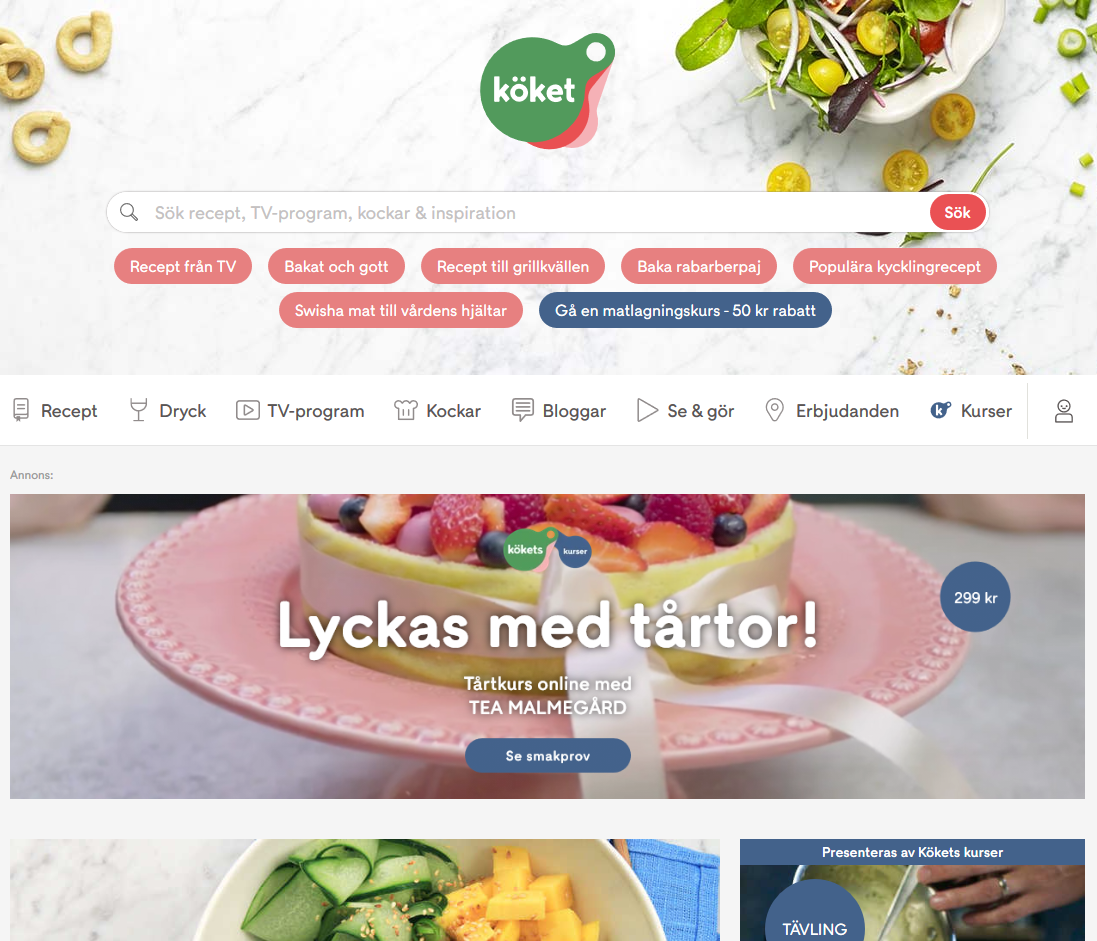 köket
Sök recept, TV-program, kockar & inspiration
Sök
Recept från TV
Bakat och gott
Recept till grillkvällen
Baka rabarberpaj
Populära kycklingrecept
Swisha mat till vårdens hjältar
Gå en matlagningskurs - 50 kr rabatt
Recept
Dryck
TV-program
Kockar
Bloggar
Se & gör
Erbjudanden
k
Kurser
Annons:
kökets
kurser
299 kr
Lyckas med tårtor!
Tårtkurs online med
TEA MALMEGÅRD
Se smakprov
Presenteras av Kökets kurser
TÄVLING